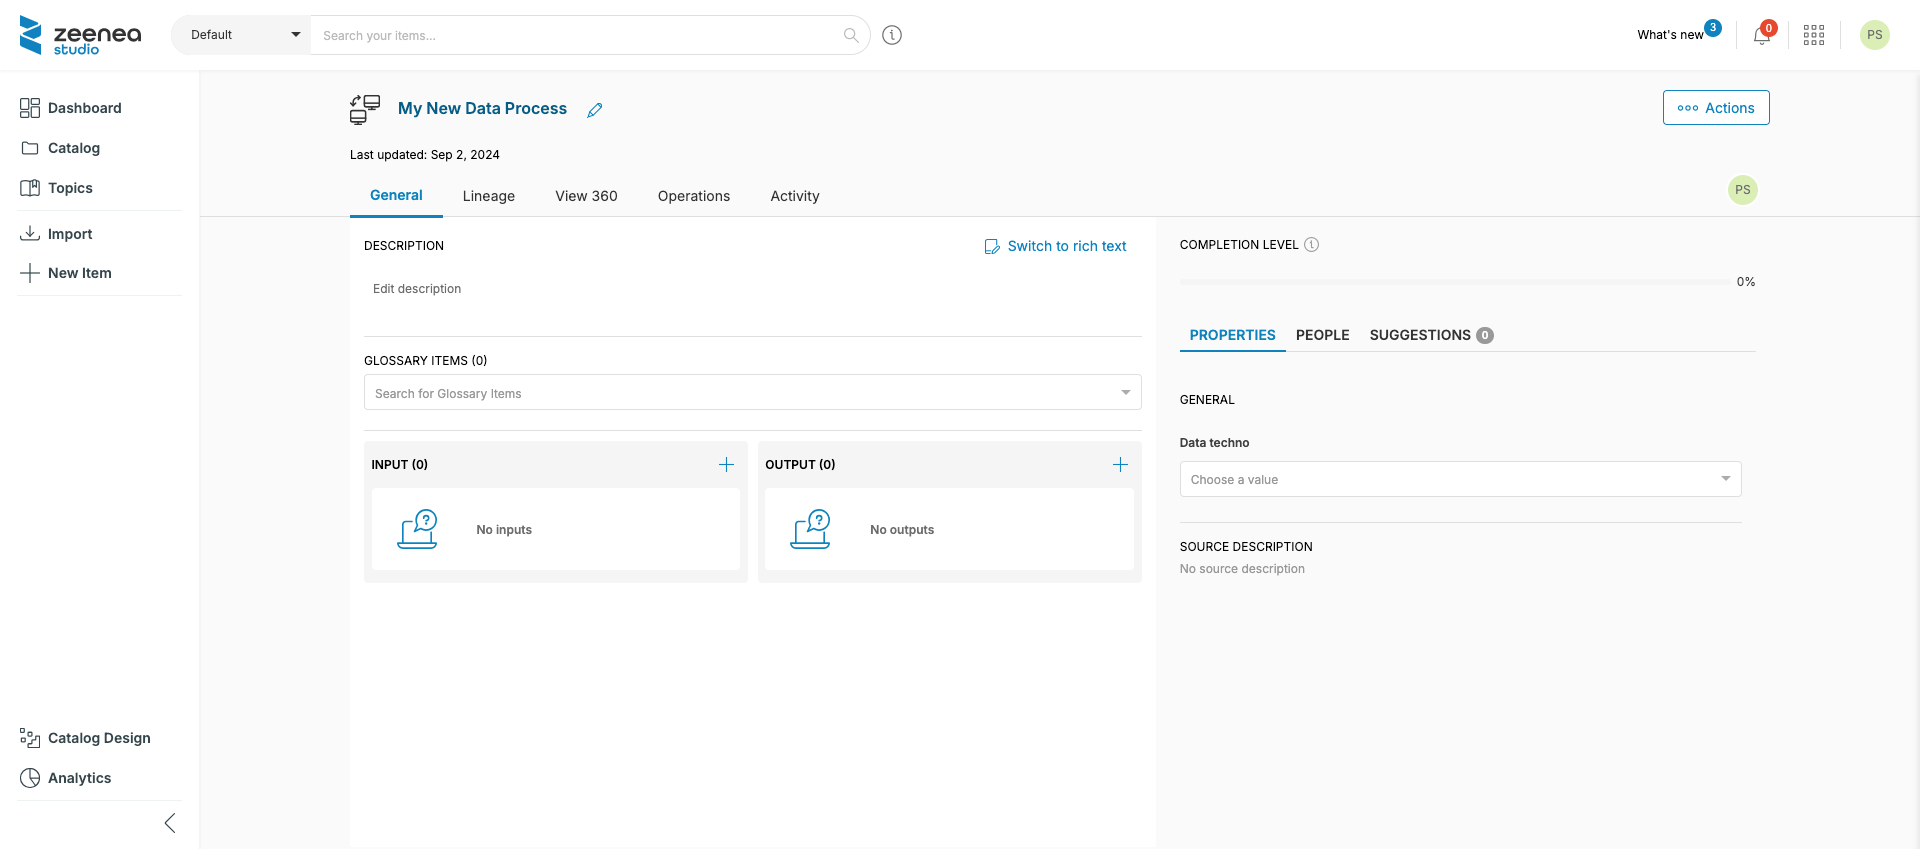 zeenea
studio
Default
Search your items...
What's new 3
0
PS
Dashboard
Catalog
Topics
Import
New Item
Catalog Design
Analytics
My New Data Process
Actions
Last updated: Sep 2, 2024
General
Lineage
View 360
Operations
Activity
PS
DESCRIPTION
Switch to rich text
Edit description
GLOSSARY ITEMS (0)
Search for Glossary Items
INPUT (0)
?
No inputs
OUTPUT (0)
?
No outputs
COMPLETION LEVEL
0%
PROPERTIES
PEOPLE
SUGGESTIONS 0
GENERAL
Data techno
Choose a value
SOURCE DESCRIPTION
No source description